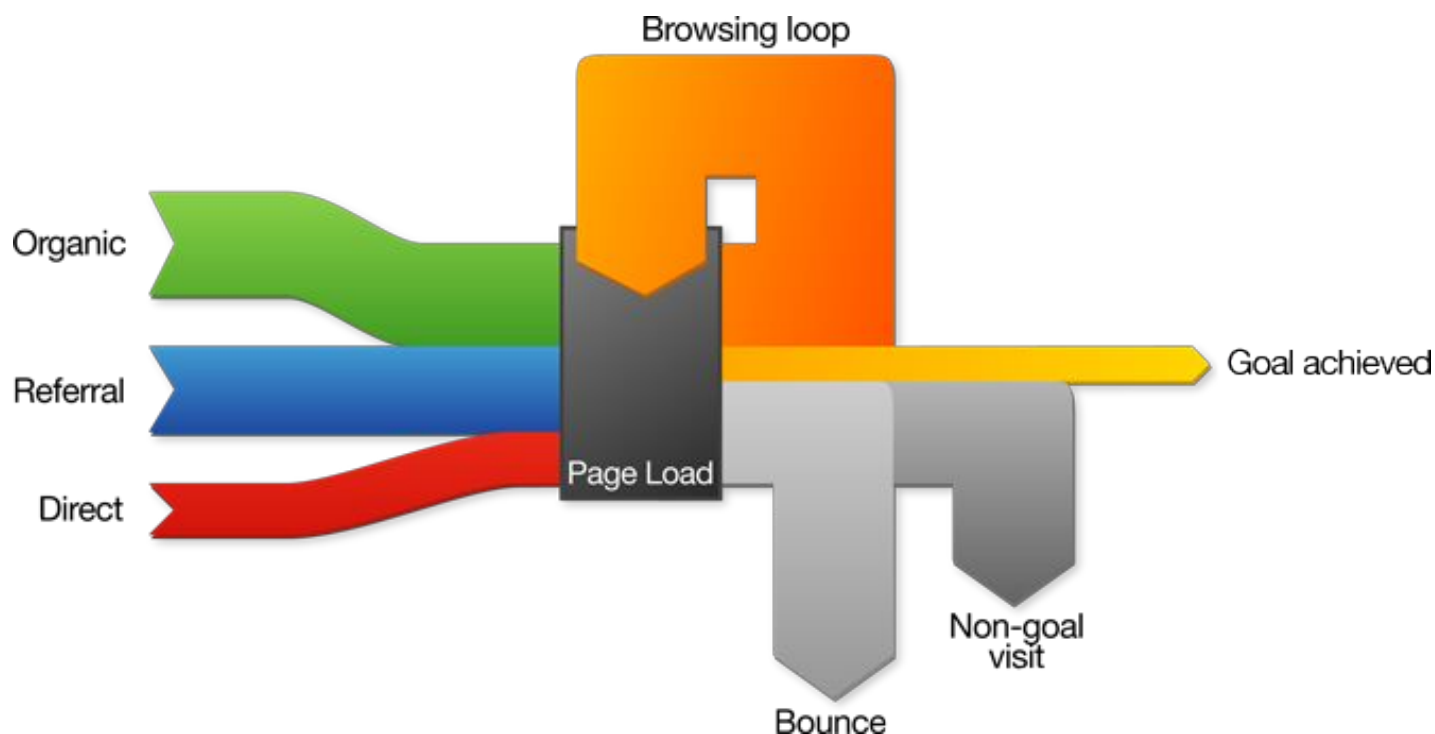 Browsing loop
Organic
Goal achieved
Referral
Page Load
Direct
Non-goal
visit
Bounce